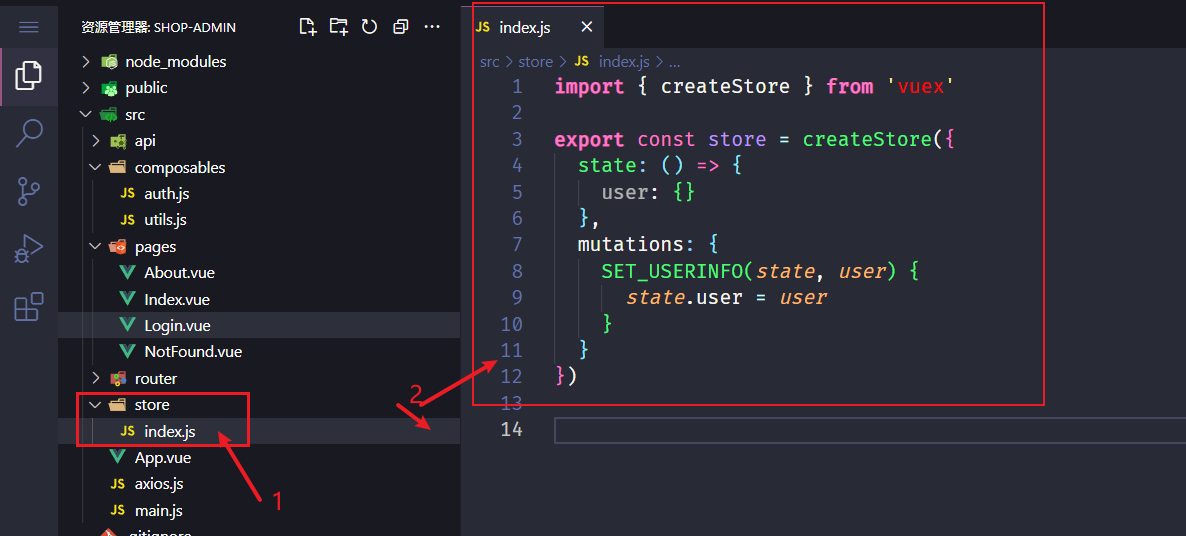 资源管理器: SHOP-ADMIN
node_modules
public
src
api
composables
JS auth.js
JS utils.js
pages
About.vue
Index.vue
Login.vue
NotFound.vue
router
store
JS index.js
App.vue
JS axios.js
JS main.js
.gitignore
1
2
JS index.js
src > store > JS index.js > ...
1 import { createStore } from 'vuex'
2
3 export const store = createStore({
4 state: () => {
5 user: {}
6 },
7 mutations: {
8 SET_USERINFO(state, user) {
9 state.user = user
10 }
11 }
12 })
13
14